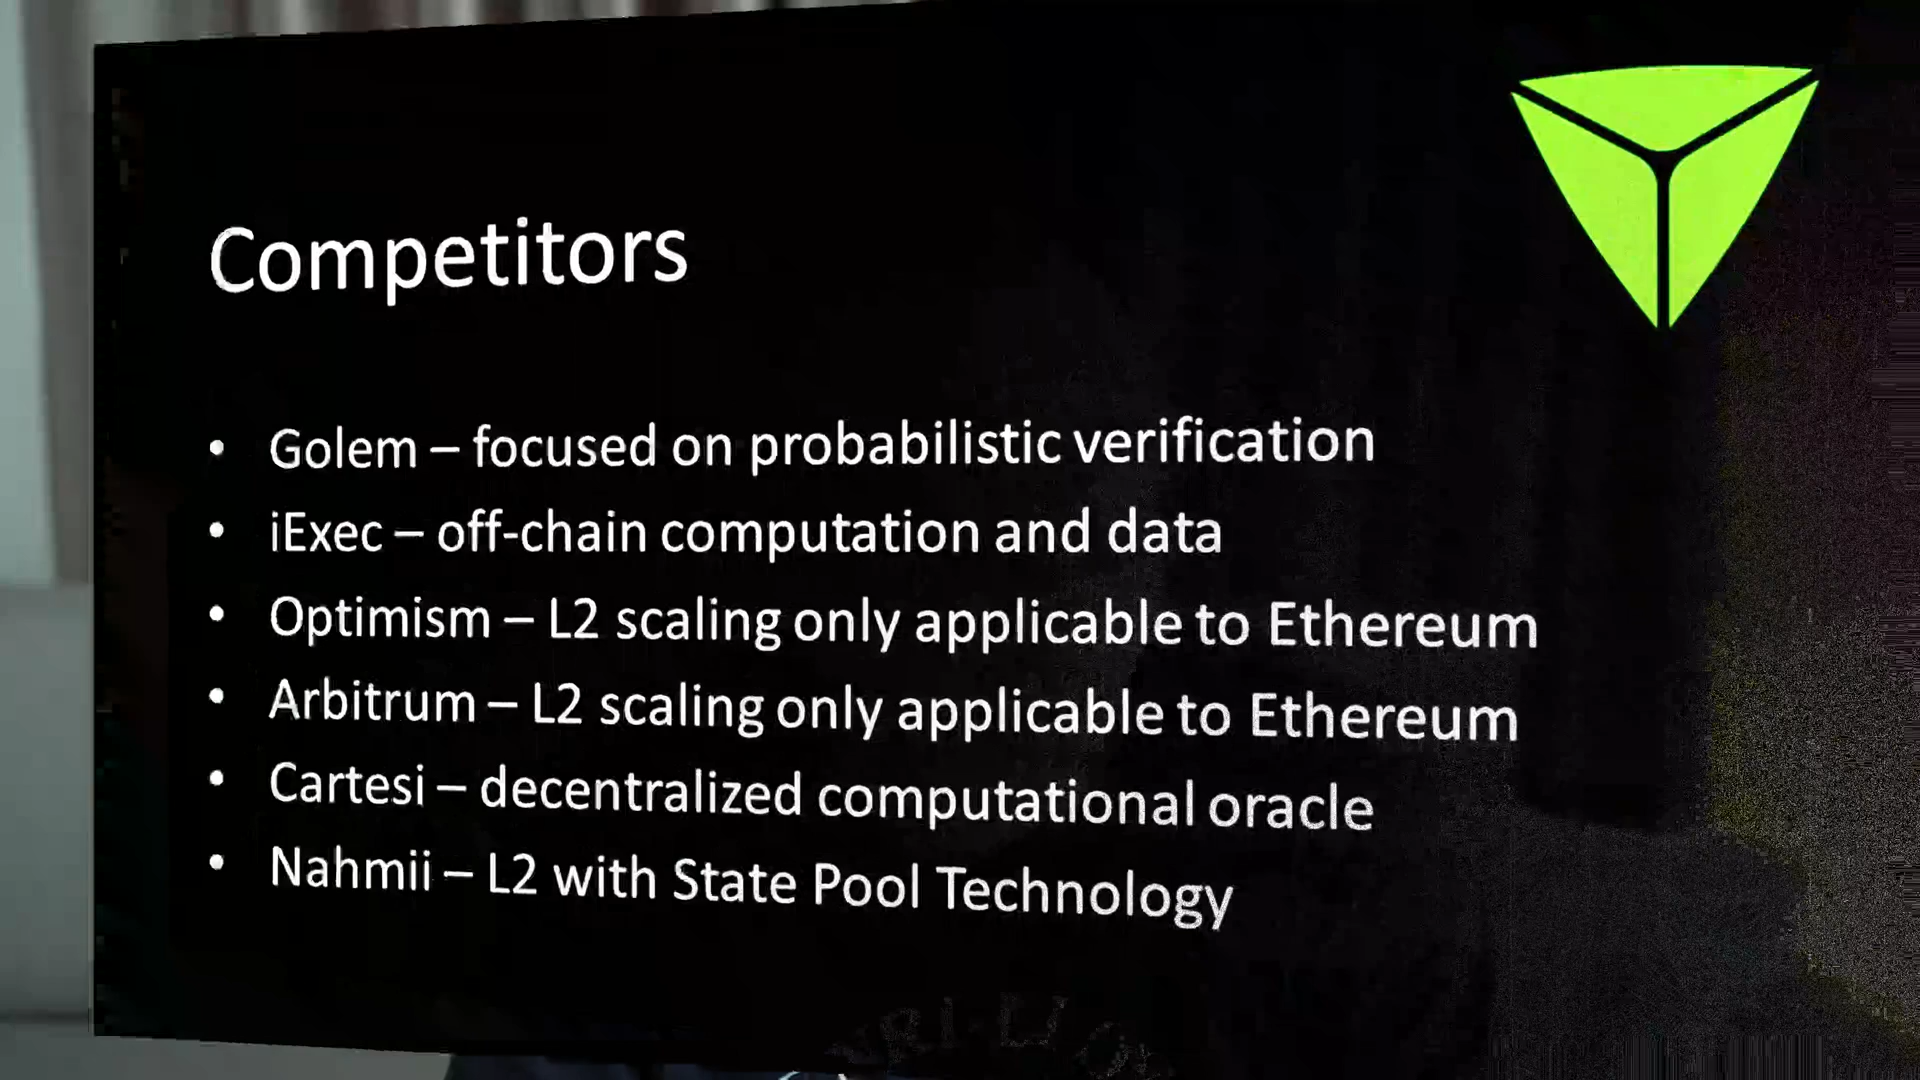 Competitors
• Golem – focused on probabilistic verification
• iExec – off-chain computation and data
• Optimism – L2 scaling only applicable to Ethereum
• Arbitrum – L2 scaling only applicable to Ethereum
• Cartesi – decentralized computational oracle
• Nahmii – L2 with State Pool Technology